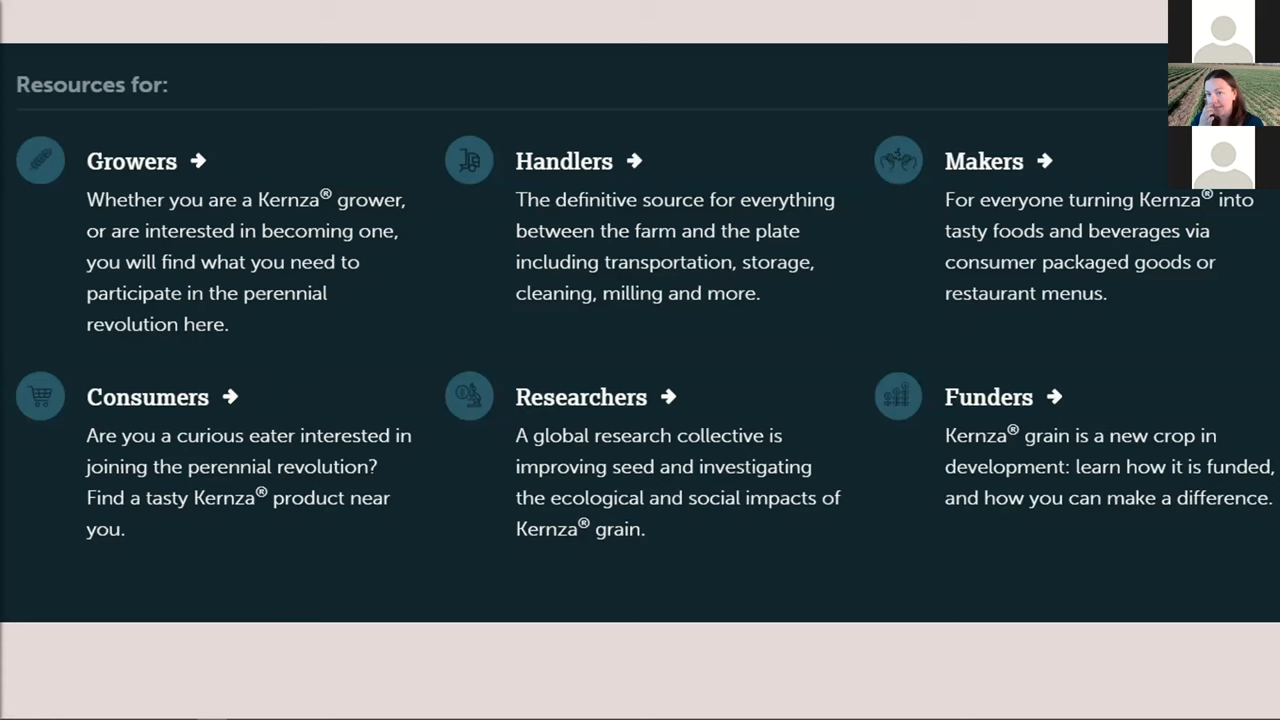 Resources for:
Growers →
Whether you are a Kernza® grower,
or are interested in becoming one,
you will find what you need to
participate in the perennial
revolution here.
Handlers →
The definitive source for everything
between the farm and the plate
including transportation, storage,
cleaning, milling and more.
Makers →
For everyone turning Kernza® into
tasty foods and beverages via
consumer packaged goods or
restaurant menus.
Consumers →
Are you a curious eater interested in
joining the perennial revolution?
Find a tasty Kernza® product near
you.
Researchers →
A global research collective is
improving seed and investigating
the ecological and social impacts of
Kernza® grain.
Funders →
Kernza® grain is a new crop in
development: learn how it is funded,
and how you can make a difference.